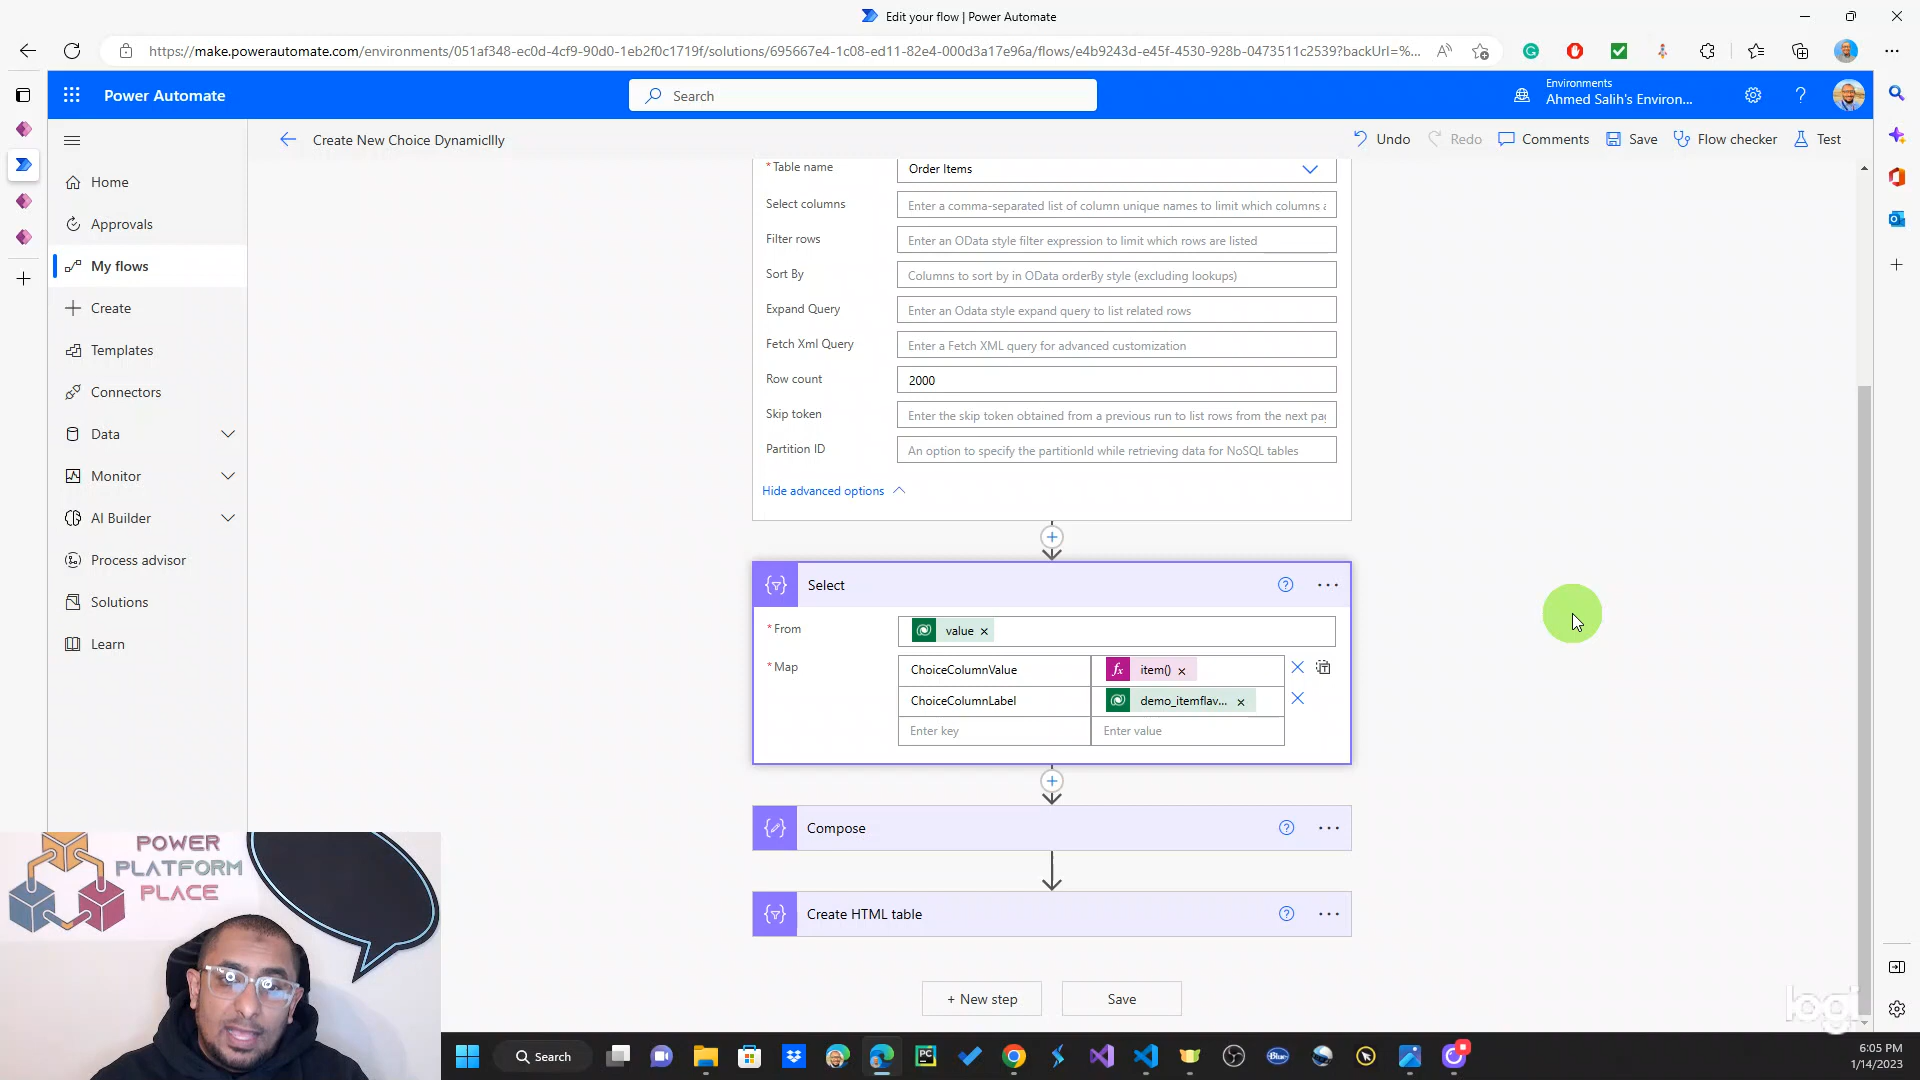 Edit your flow | Power Automate
https://make.powerautomate.com/environments/051af348-ec0d-4cf9-90d0-1eb2f0c1719f/solutions/695667e4-1c08-ed11-82e4-000d3a17e96a/flows/e4b9243d-e45f-4530-928b-0473511c2539?backUrl=%...
Power Automate
Search
Environments
Ahmed Salih's Environ...
Create New Choice Dynamicllly
Undo
Redo
Comments
Save
Flow checker
Test
Home
Approvals
My flows
Create
Templates
Connectors
Data
Monitor
AI Builder
Process advisor
Solutions
Learn
* Table name
Order Items
Select columns
Enter a comma-separated list of column unique names to limit which columns a
Filter rows
Enter an OData style filter expression to limit which rows are listed
Sort By
Columns to sort by in OData orderBy style (excluding lookups)
Expand Query
Enter an Odata style expand query to list related rows
Fetch Xml Query
Enter a Fetch XML query for advanced customization
Row count
2000
Skip token
Enter the skip token obtained from a previous run to list rows from the next pag
Partition ID
An option to specify the partitionId while retrieving data for NoSQL tables
Hide advanced options
Select
* From
value
* Map
ChoiceColumnValue
fx item()
ChoiceColumnLabel
demo_itemflav...
Enter key
Enter value
Compose
Create HTML table
+ New step
Save
POWER
PLATFORM
PLACE
logi
Search
6:05 PM
1/14/2023